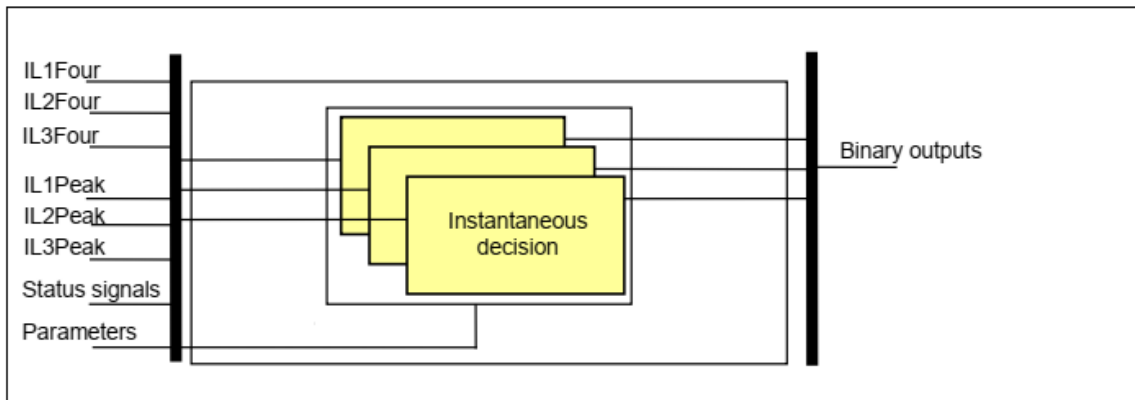 IL1Four
IL2Four
IL3Four
IL1Peak
IL2Peak
IL3Peak
Status signals
Parameters
Instantaneous
decision
Binary outputs